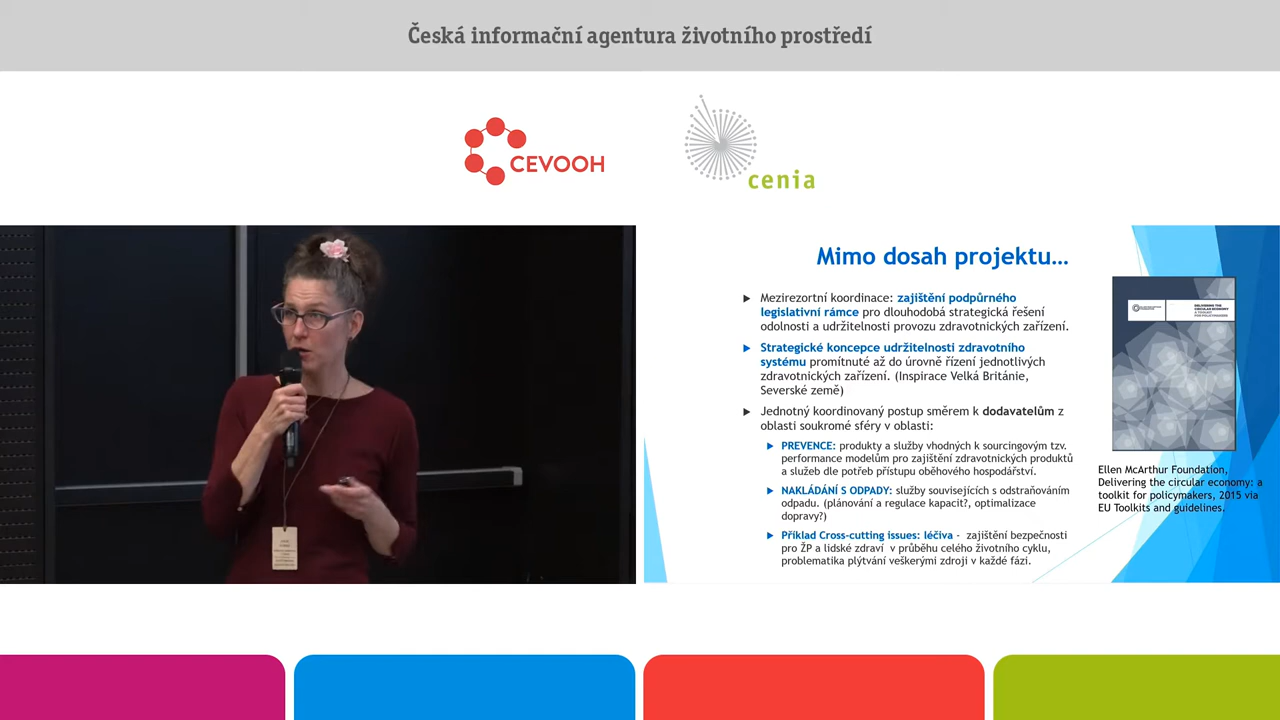 Česká informační agentura životního prostředí
CEVOOH
cenia
Mimo dosah projektu…
Mezirezortní koordinace: zajištění podpůrného
legislativní rámce pro dlouhodobá strategická řešení
odolnosti a udržitelnosti provozu zdravotnických zařízení.
Strategické koncepce udržitelnosti zdravotního
systému promítnuté až do úrovně řízení jednotlivých
zdravotnických zařízení. (Inspirace Velká Británie,
Severské země)
Jednotný koordinovaný postup směrem k dodavatelům z
oblasti soukromé sféry v oblasti:
PREVENCE: produkty a služby vhodných k sourcingovým tzv.
performance modelům pro zajištění zdravotnických produktů
a služeb dle potřeb přístupu oběhového hospodářství.
NAKLÁDÁNÍ S ODPADY: služby souvisejících s odstraňováním
odpadu. (plánování a regulace kapacit?, optimalizace
dopravy?)
Příklad Cross-cutting issues: léčiva - zajištění bezpečnosti
pro ŽP a lidské zdraví v průběhu celého životního cyklu,
problematika plýtvání veškerými zdroji v každé fázi.
DELIVERING THE
CIRCULAR ECONOMY
A TOOLKIT
FOR POLICYMAKERS
Ellen McArthur Foundation,
Delivering the circular economy: a
toolkit for policymakers, 2015 via
EU Toolkits and guidelines.